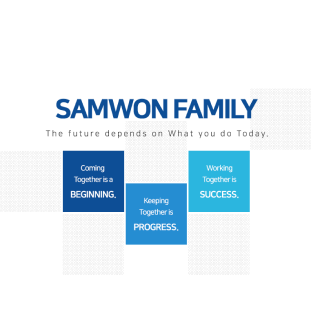 SAMWON FAMILY
The future depends on What you do Today.
Coming
Together is a
BEGINNING.
Keeping
Together is
PROGRESS.
Working
Together is
SUCCESS.